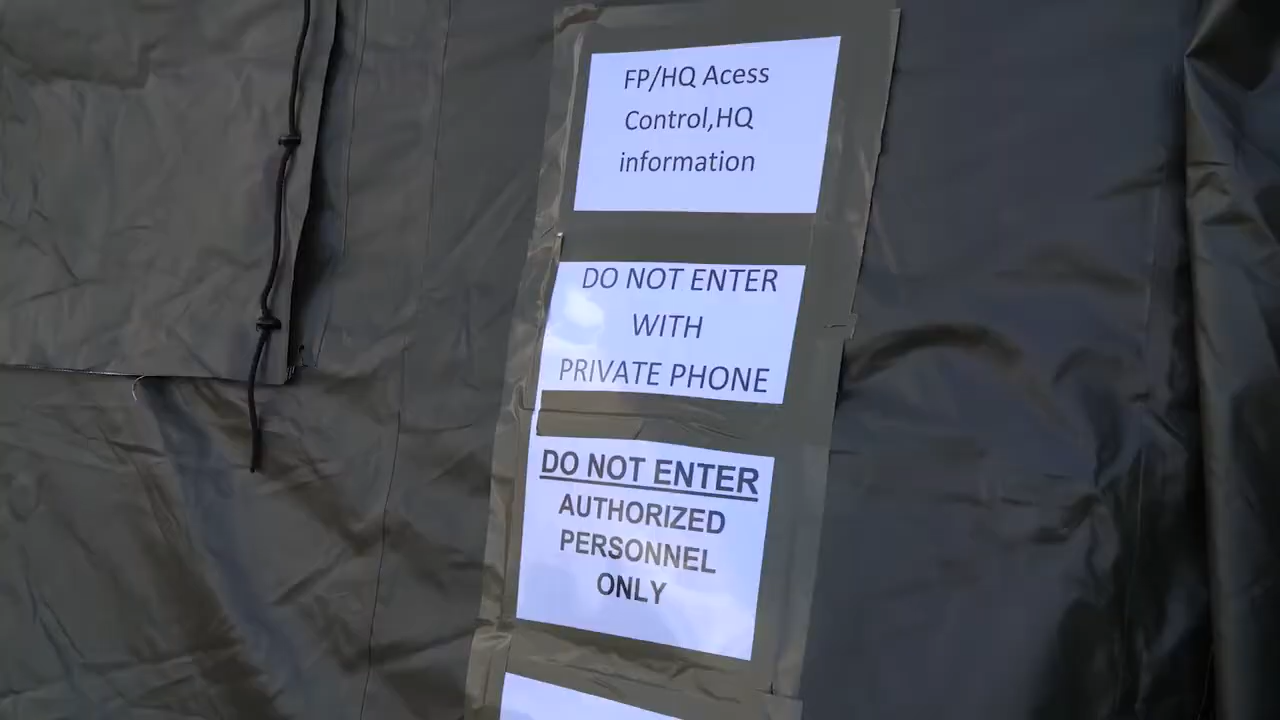 FP/HQ Acess
Control,HQ
information
DO NOT ENTER
WITH
PRIVATE PHONE
DO NOT ENTER
AUTHORIZED
PERSONNEL
ONLY